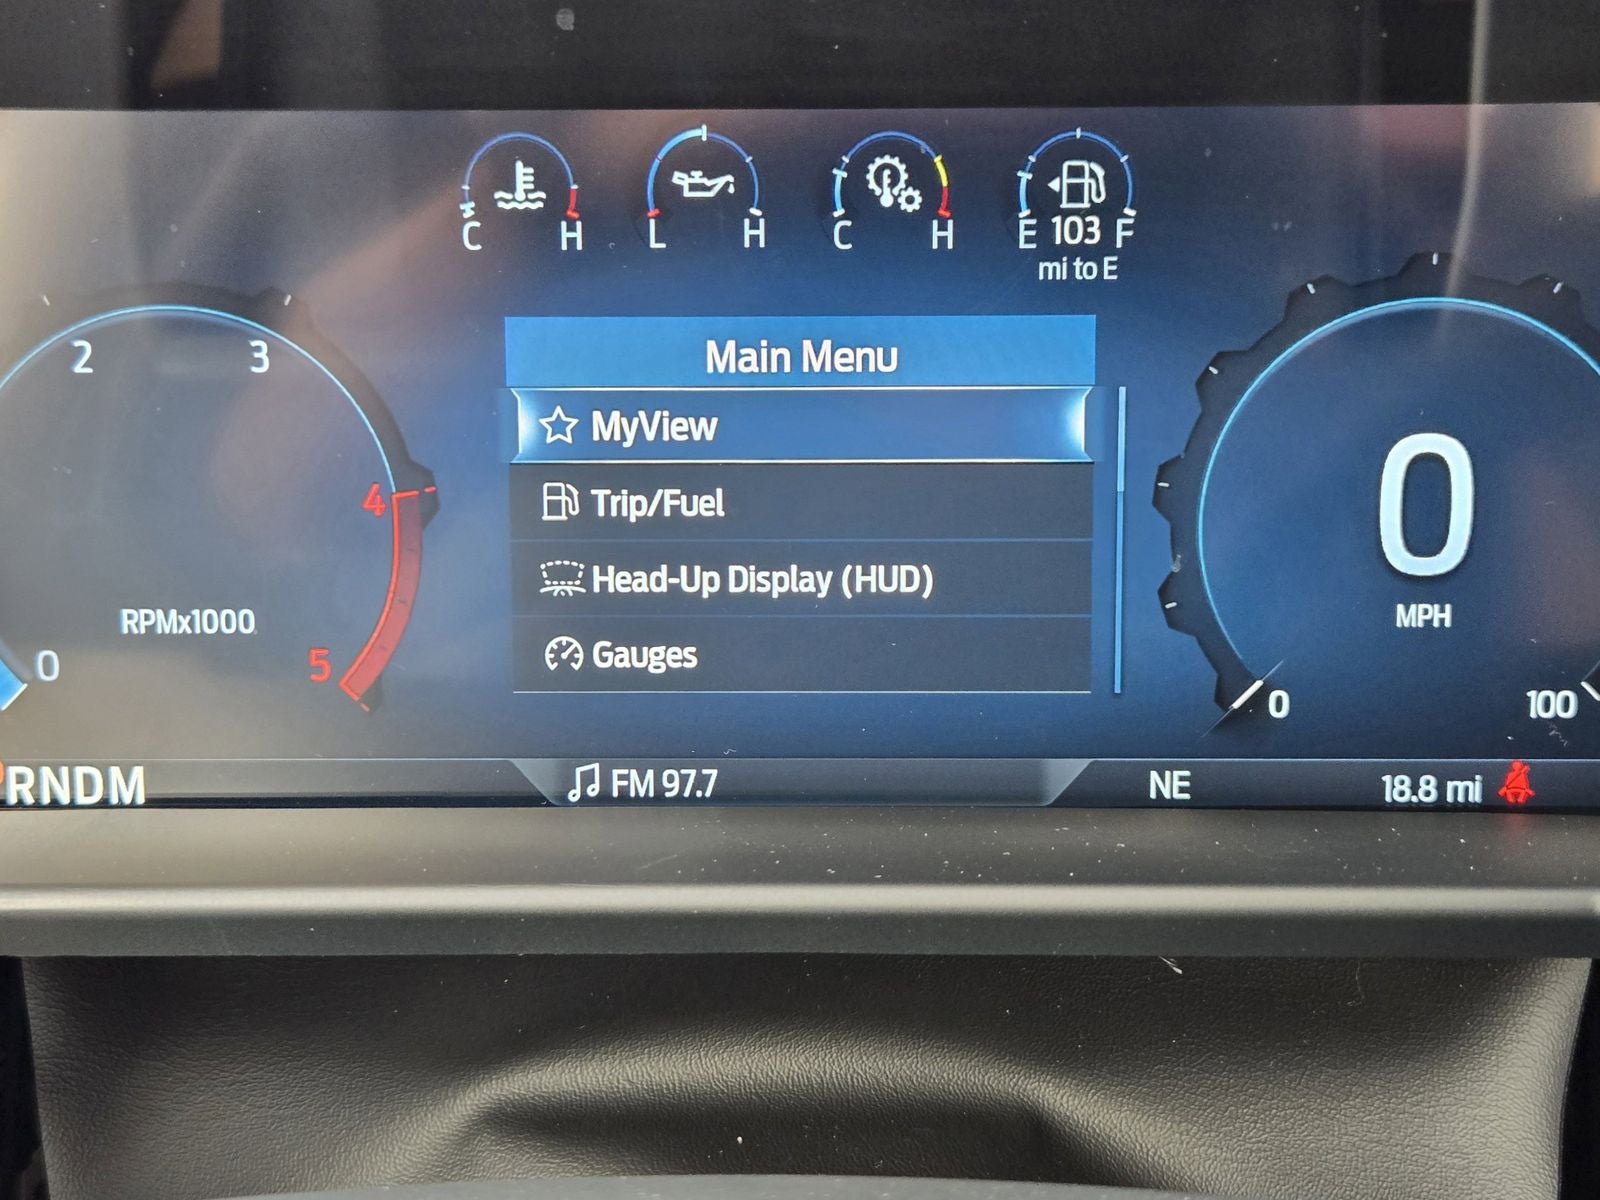 C H L H C H E 103 F
mi to E
Main Menu
MyView
Trip/Fuel
Head-Up Display (HUD)
Gauges
2 3
4
5
0
RPMx1000
0
MPH
0 100
RNDM
FM 97.7
NE
18.8 mi